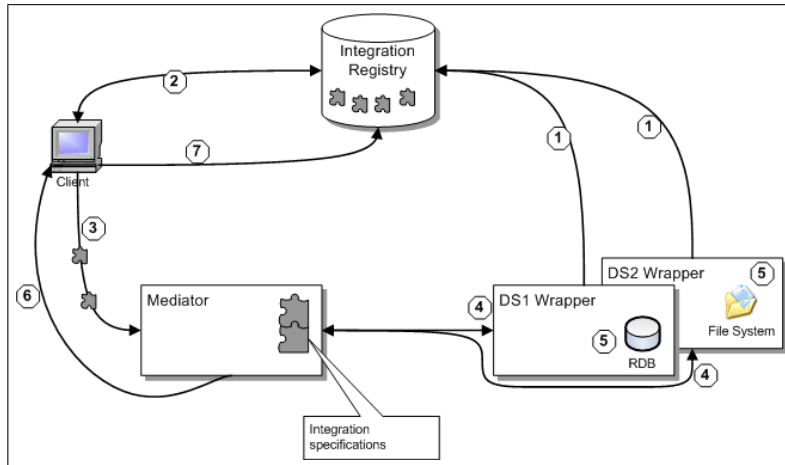 Integration
Registry
2
1
1
7
Client
3
DS2 Wrapper
5
6
Mediator
4
DS1 Wrapper
File System
5
RDB
4
Integration
specifications